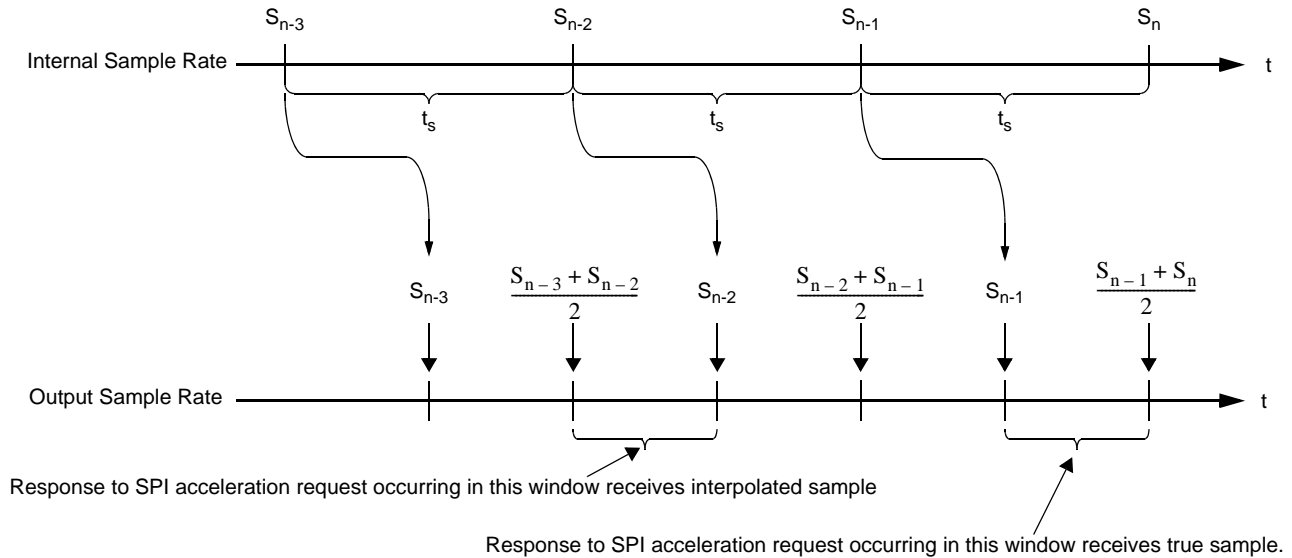 S_{n-3} S_{n-2} S_{n-1} S_n
Internal Sample Rate t
t_s t_s t_s
S_{n-3} \frac{S_{n-3} + S_{n-2}}{2} S_{n-2} \frac{S_{n-2} + S_{n-1}}{2} S_{n-1} \frac{S_{n-1} + S_n}{2}
Output Sample Rate t
Response to SPI acceleration request occurring in this window receives interpolated sample
Response to SPI acceleration request occurring in this window receives true sample.